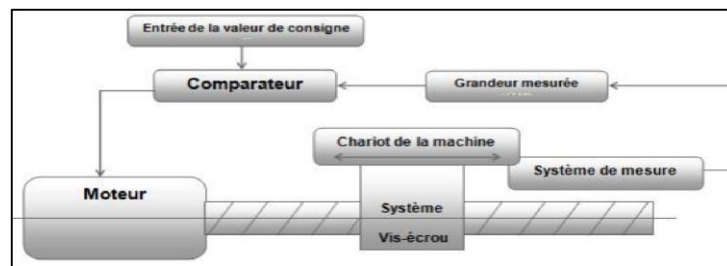 Entrée de la valeur de consigne
Comparateur
Grandeur mesurée
Chariot de la machine
Système de mesure
Moteur
Système
Vis-écrou